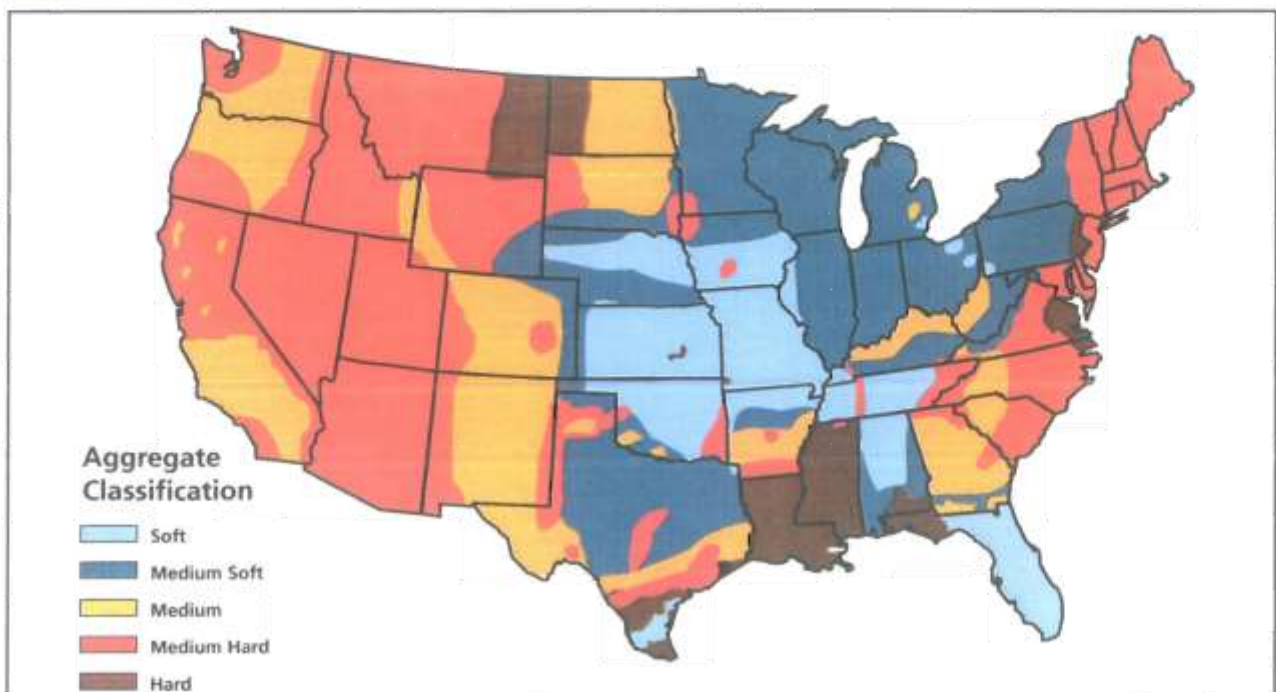 Aggregate
Classification
Soft
Medium Soft
Medium
Medium Hard
Hard